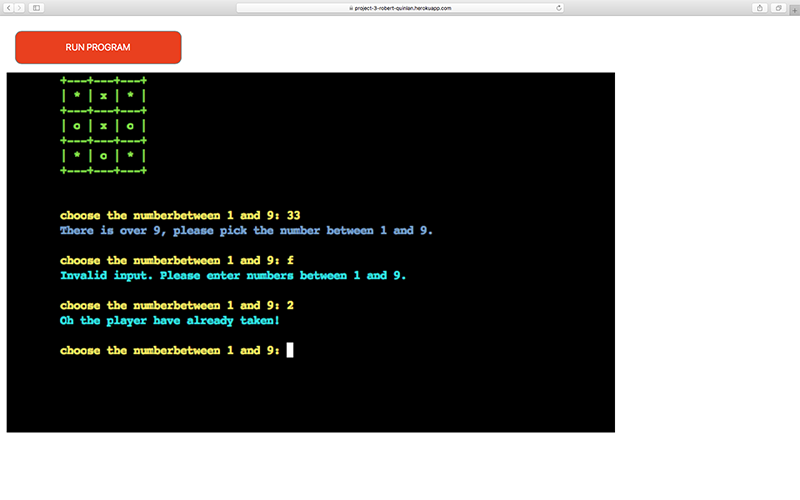 project-3-robert-quinlan.herokuapp.com
RUN PROGRAM
+---+---+---+
| * | x | * |
+---+---+---+
| o | x | o |
+---+---+---+
| * | o | * |
+---+---+---+
choose the numberbetween 1 and 9: 33
There is over 9, please pick the number between 1 and 9.
choose the numberbetween 1 and 9: f
Invalid input. Please enter numbers between 1 and 9.
choose the numberbetween 1 and 9: 2
Oh the player have already taken!
choose the numberbetween 1 and 9: